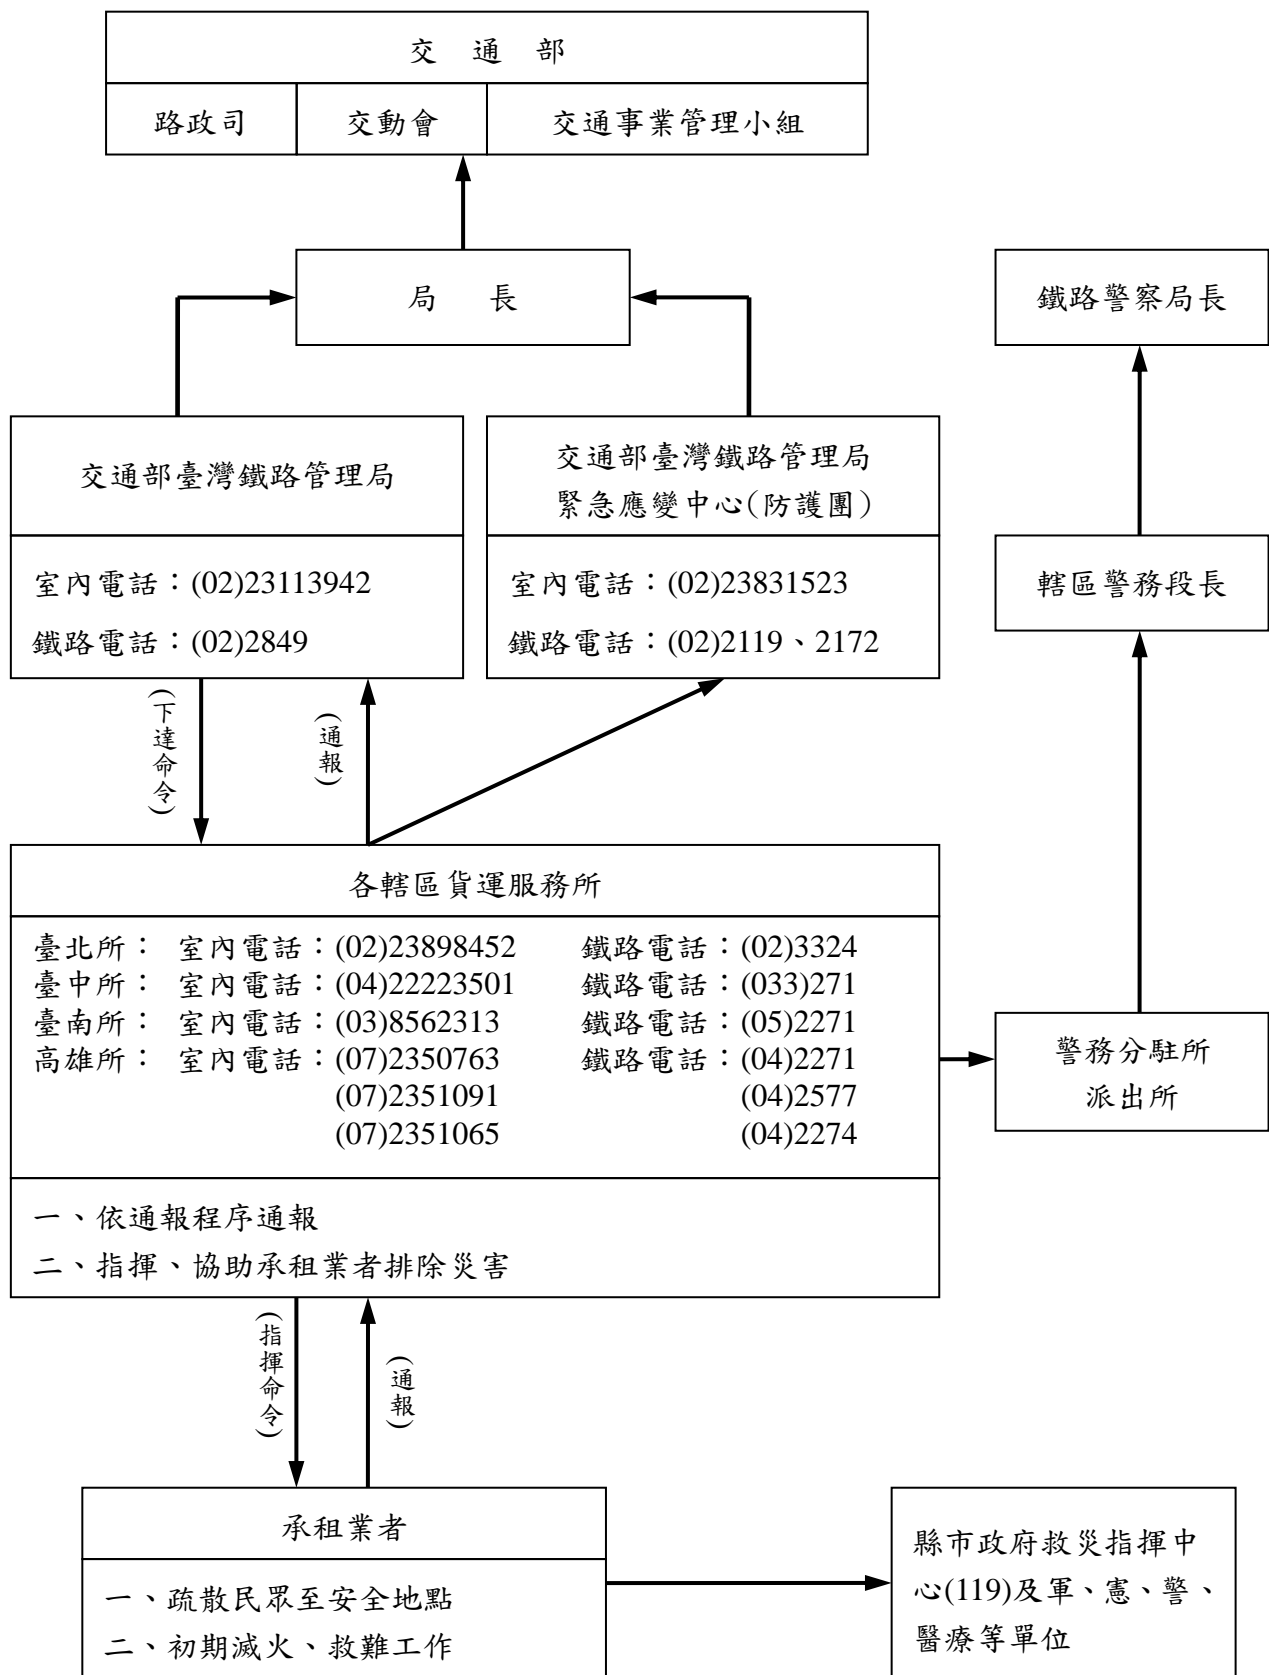 交通部
路政司
交動會
交通事業管理小組
局長
鐵路警察局長
交通部臺灣鐵路管理局
室內電話：(02)23113942
鐵路電話：(02)2849
交通部臺灣鐵路管理局
緊急應變中心(防護團)
室內電話：(02)23831523
鐵路電話：(02)2119、2172
轄區警務段長
(下達命令)
(通報)
各轄區貨運服務所
臺北所： 室內電話：(02)23898452 鐵路電話：(02)3324
臺中所： 室內電話：(04)22223501 鐵路電話：(033)271
臺南所： 室內電話：(03)8562313 鐵路電話：(05)2271
高雄所： 室內電話：(07)2350763 鐵路電話：(04)2271
(07)2351091 (04)2577
(07)2351065 (04)2274
一、依通報程序通報
二、指揮、協助承租業者排除災害
警務分駐所
派出所
(指揮命令)
(通報)
承租業者
一、疏散民眾至安全地點
二、初期滅火、救難工作
縣市政府救災指揮中
心(119)及軍、憲、警、
醫療等單位